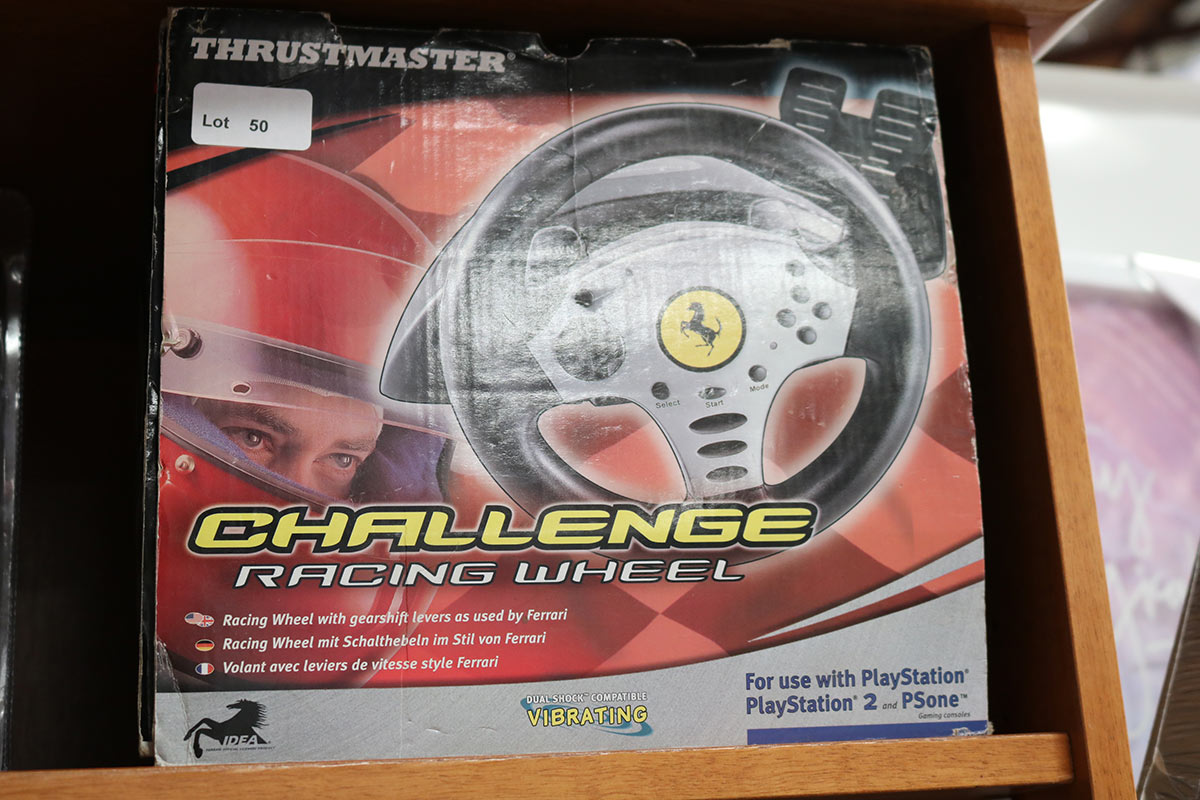 THRUSTMASTER®
Lot 50
Select
Start
Mode
CHALLENGE
RACING WHEEL
Racing Wheel with gearshift levers as used by Ferrari
Racing Wheel mit Schalthebeln im Stil von Ferrari
Volant avec leviers de vitesse style Ferrari
IDEA
DUAL SHOCK™ COMPATIBLE
VIBRATING
For use with PlayStation®
PlayStation® 2 and PSone™
Gaming consoles